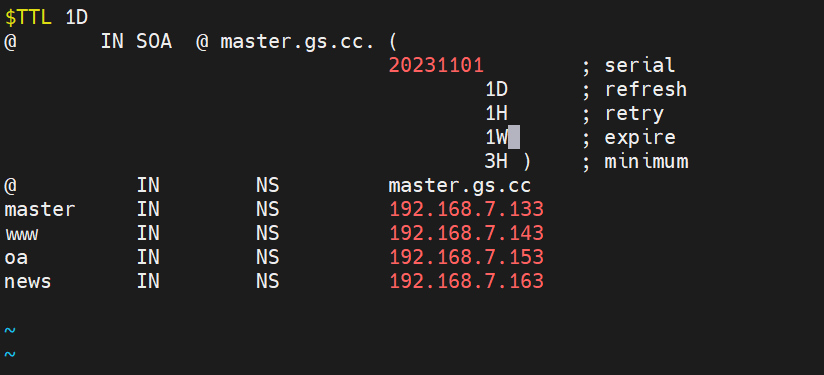 $TTL 1D
@ IN SOA @ master.gs.cc. (
20231101 ; serial
1D ; refresh
1H ; retry
1W ; expire
3H ) ; minimum
@ IN NS master.gs.cc
master IN NS 192.168.7.133
www IN NS 192.168.7.143
oa IN NS 192.168.7.153
news IN NS 192.168.7.163
~
~